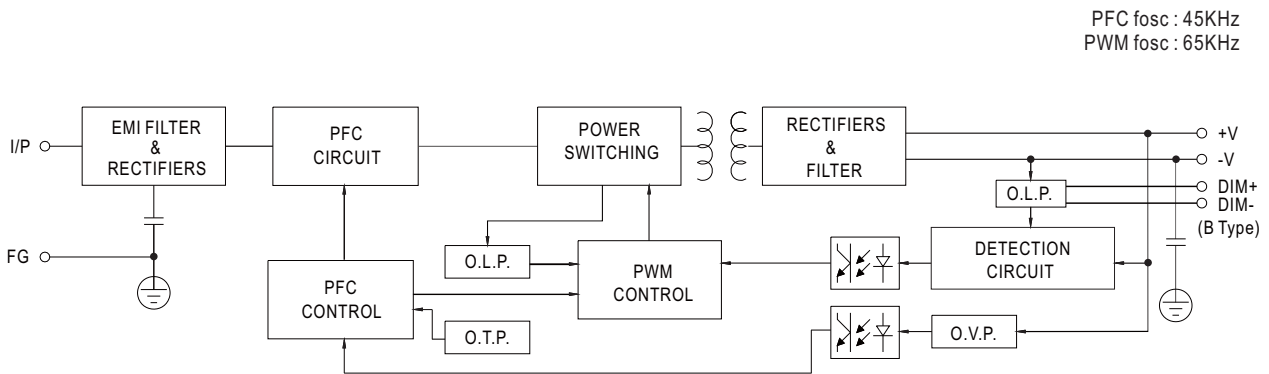 PFC fosc : 45KHz
PWM fosc : 65KHz
I/P
EMI FILTER
&
RECTIFIERS
PFC
CIRCUIT
POWER
SWITCHING
RECTIFIERS
&
FILTER
+V
-V
O.L.P.
DIM+
DIM-
(B Type)
FG
PFC
CONTROL
O.L.P.
O.T.P.
PWM
CONTROL
DETECTION
CIRCUIT
O.V.P.